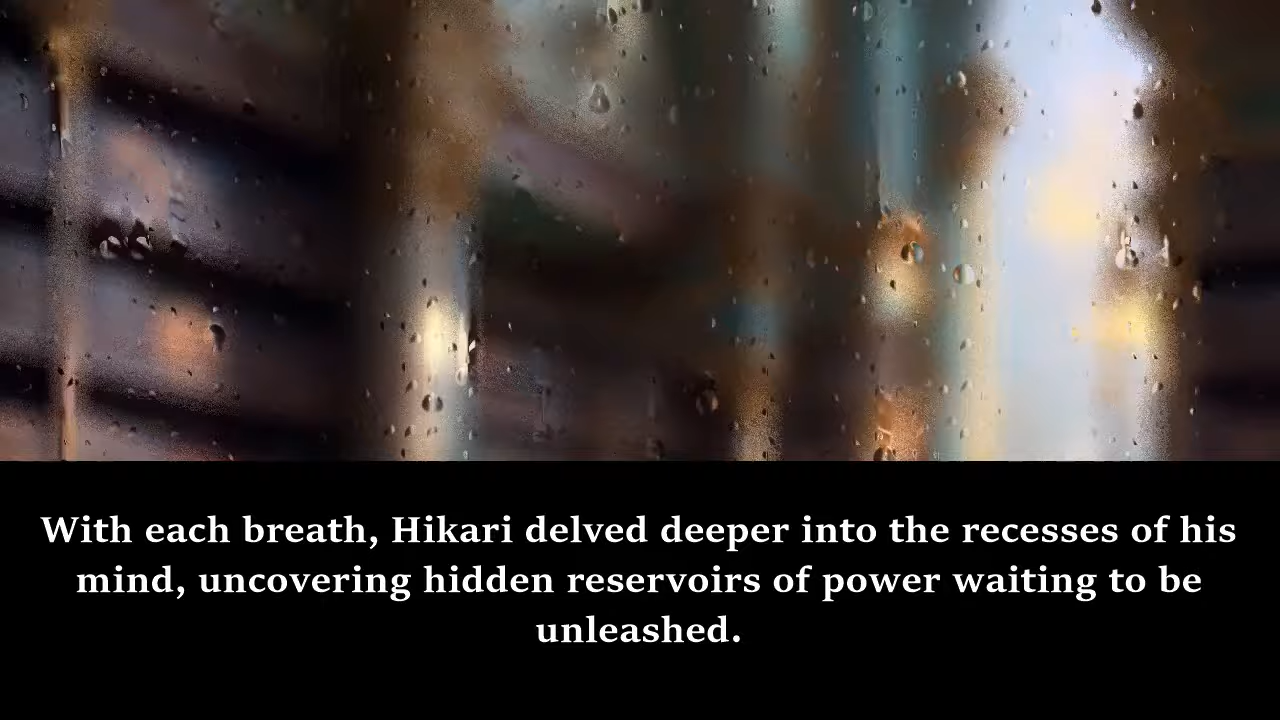 With each breath, Hikari delved deeper into the recesses of his
mind, uncovering hidden reservoirs of power waiting to be
unleashed.